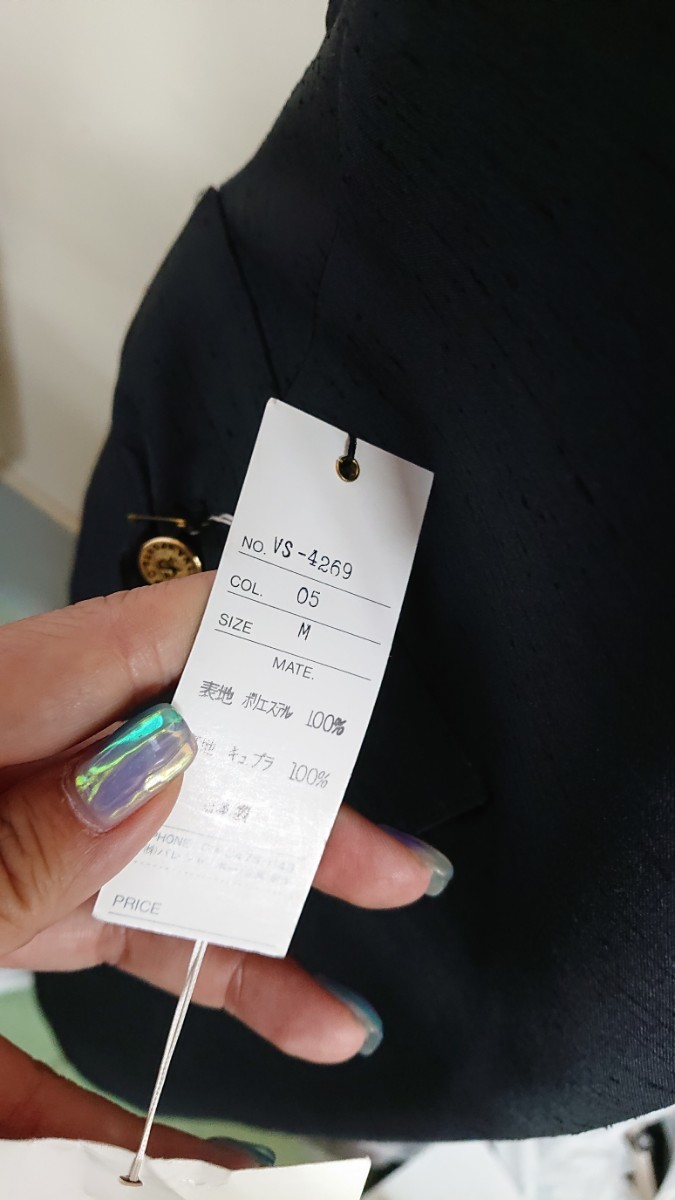 NO. VS-4269
COL. 05
SIZE M
MATE.
表地 ポリエステル 100%
地 キュプラ 100%
PHONE
PRICE